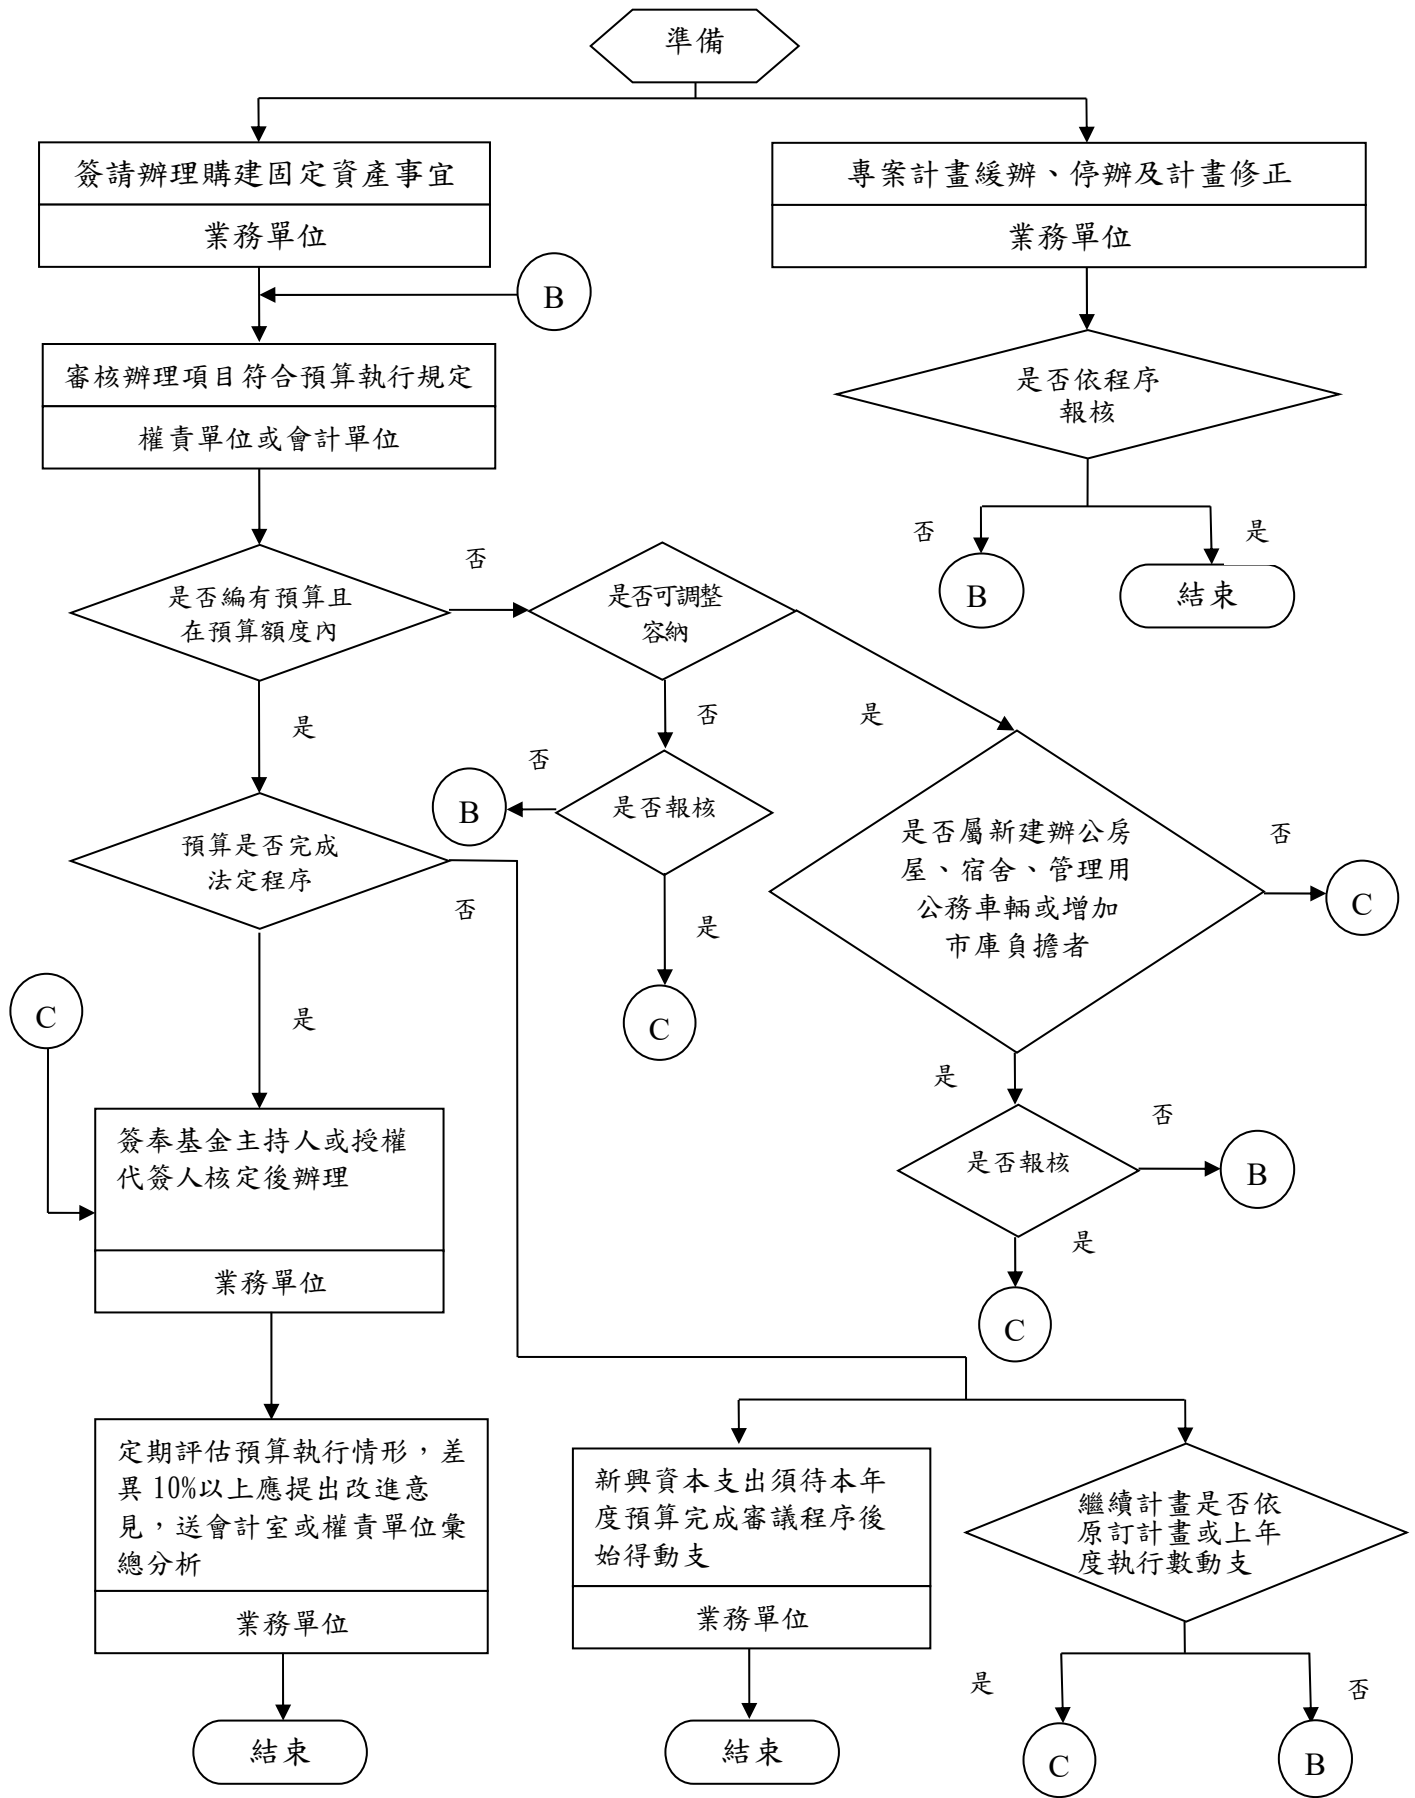 準備
簽請辦理購建固定資產事宜
業務單位
專案計畫緩辦、停辦及計畫修正
業務單位
B
審核辦理項目符合預算執行規定
權責單位或會計單位
是否依程序
報核
否
是
B
結束
是否編有預算且
在預算額度內
否
是否可調整
容納
是
否
是
否
B
是否報核
是
C
預算是否完成
法定程序
否
是
是否屬新建辦公房
屋、宿舍、管理用
公務車輛或增加
市庫負擔者
否
C
是
是否報核
否
B
是
C
C
簽奉基金主持人或授權
代簽人核定後辦理
業務單位
定期評估預算執行情形，差
異 10%以上應提出改進意
見，送會計室或權責單位彙
總分析
業務單位
結束
新興資本支出須待本年
度預算完成審議程序後
始得動支
業務單位
結束
繼續計畫是否依
原訂計畫或上年
度執行數動支
是
否
C
B